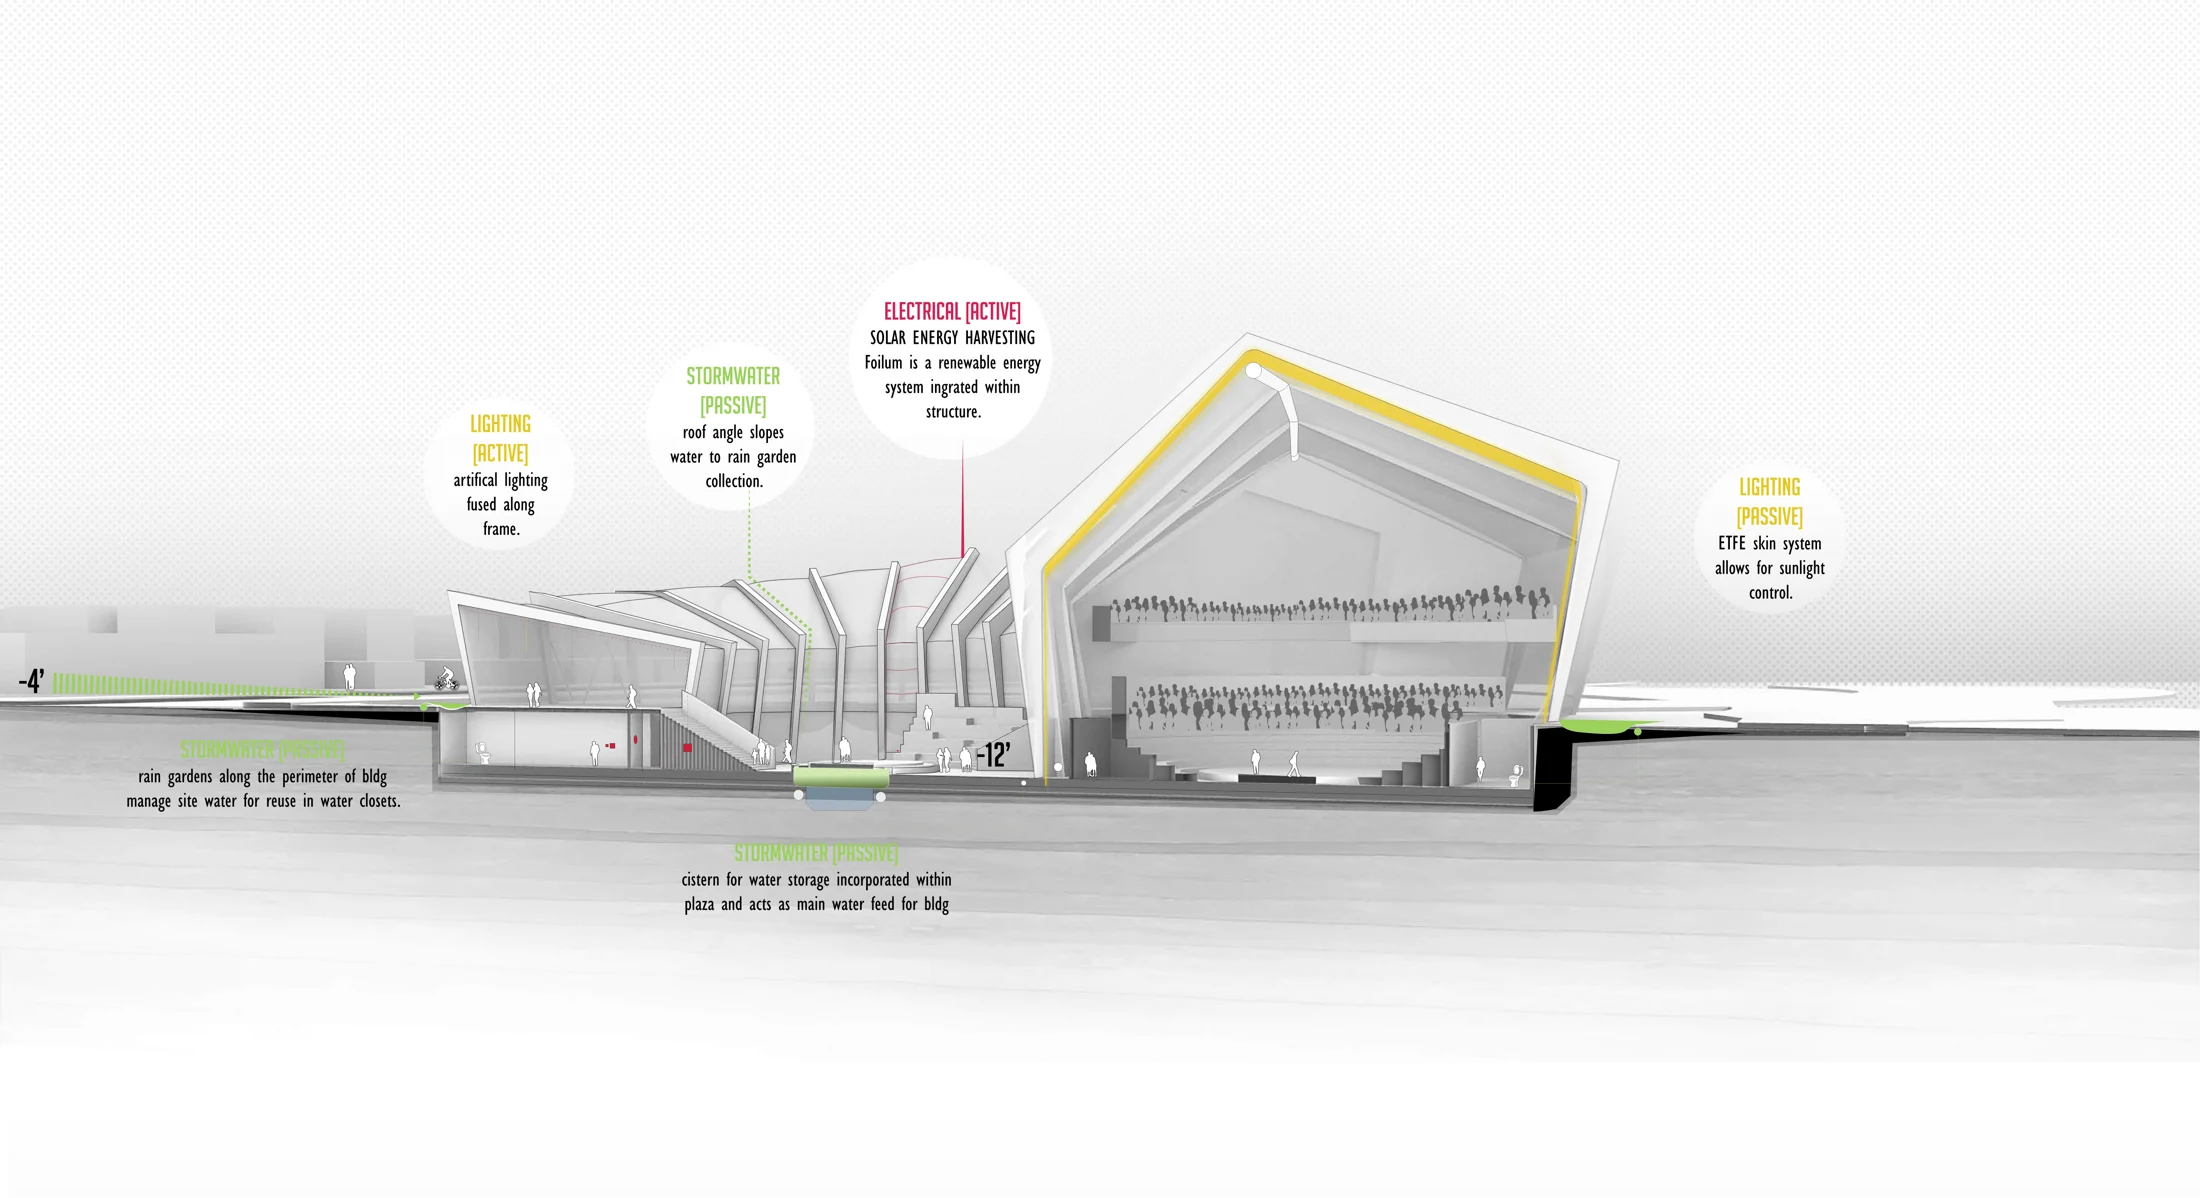 ELECTRICAL [ACTIVE]
SOLAR ENERGY HARVESTING
Foilum is a renewable energy
system ingrated within
structure.
STORMWATER
[PASSIVE]
roof angle slopes
water to rain garden
collection.
LIGHTING
[ACTIVE]
artifical lighting
fused along
frame.
LIGHTING
[PASSIVE]
ETFE skin system
allows for sunlight
control.
-4'
-12'
STORMWATER [PASSIVE]
rain gardens along the perimeter of bldg
manage site water for reuse in water closets.
STORMWATER [PASSIVE]
cistern for water storage incorporated within
plaza and acts as main water feed for bldg